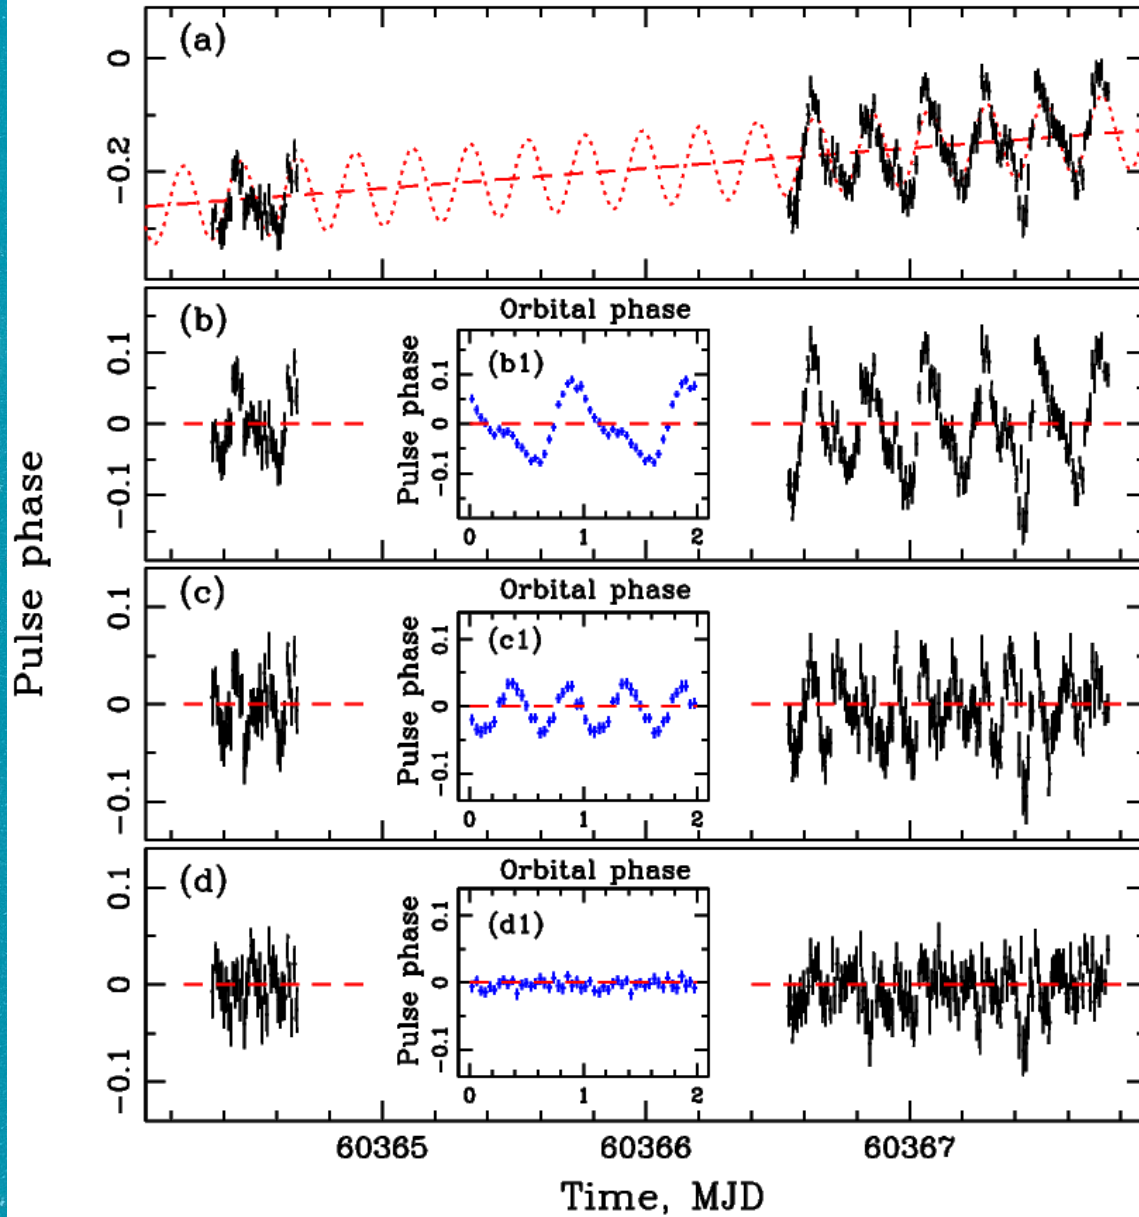 (a)
0
−0.2
(b)
Orbital phase
0.1
0
−0.1
(b1)
Pulse phase
0.1
0
−0.1
0 1 2
Pulse phase
(c)
Orbital phase
0.1
0
−0.1
(c1)
Pulse phase
0.1
0
−0.1
0 1 2
(d)
Orbital phase
0.1
0
−0.1
(d1)
Pulse phase
0.1
0
−0.1
0 1 2
60365 60366 60367
Time, MJD